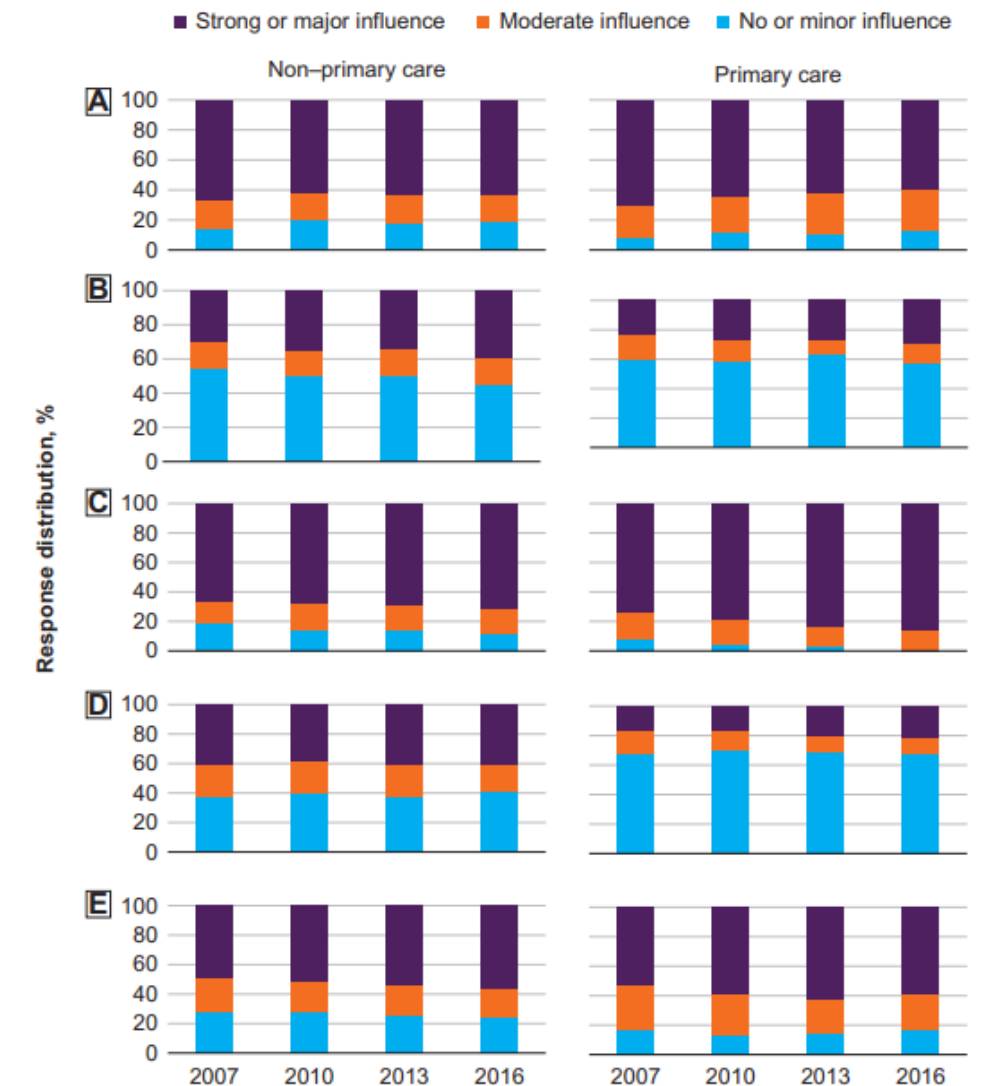 Strong or major influence Moderate influence No or minor influence
Non–primary care Primary care
A 100
80
60
40
20
0
B 100
80
60
40
20
0
Response distribution, %
C 100
80
60
40
20
0
D 100
80
60
40
20
0
E 100
80
60
40
20
0
2007 2010 2013 2016 2007 2010 2013 2016